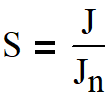 S = J / Jn